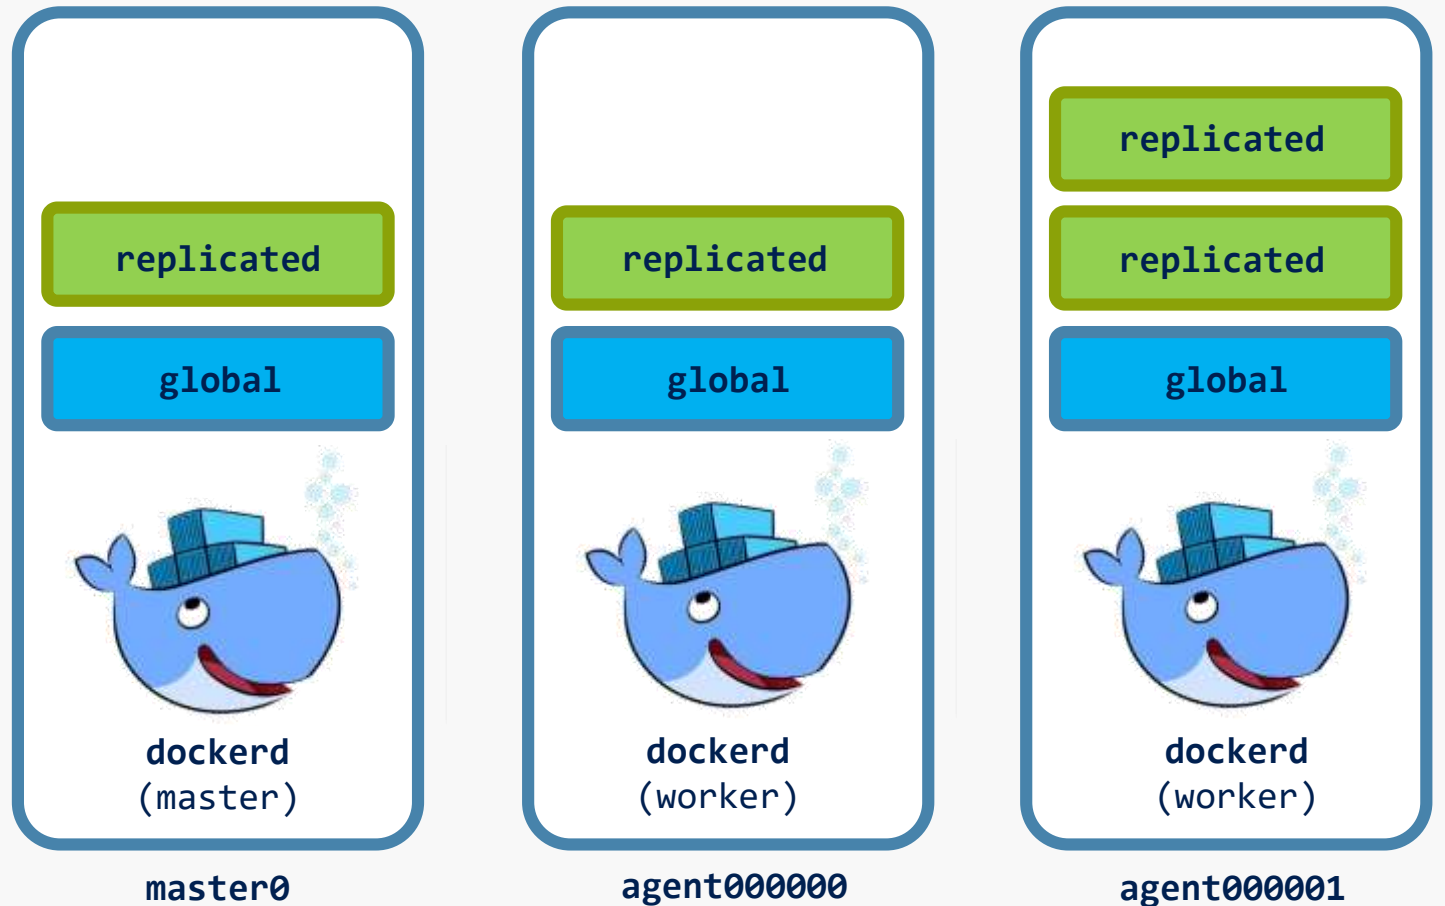 replicated
global
dockerd
(master)
master0
replicated
global
dockerd
(worker)
agent000000
replicated
replicated
global
dockerd
(worker)
agent000001